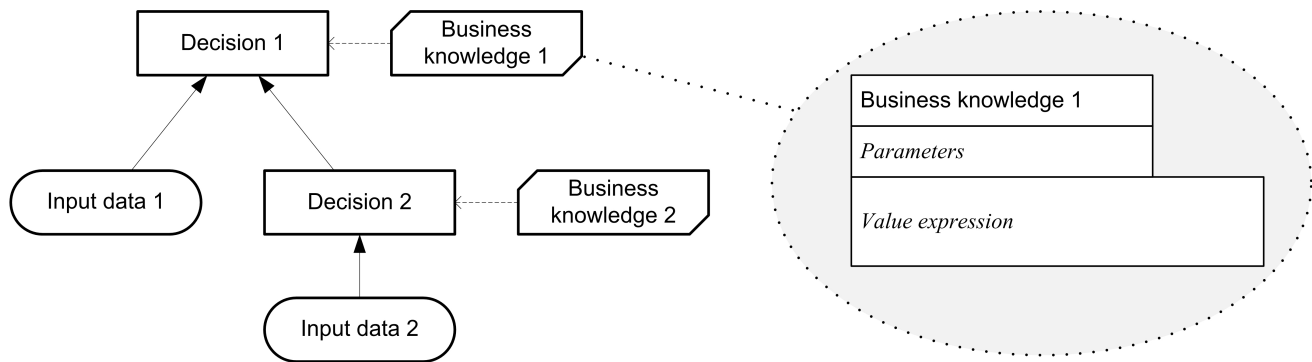 Decision 1
Business
knowledge 1
Business knowledge 1
Parameters
Value expression
Input data 1
Decision 2
Business
knowledge 2
Input data 2